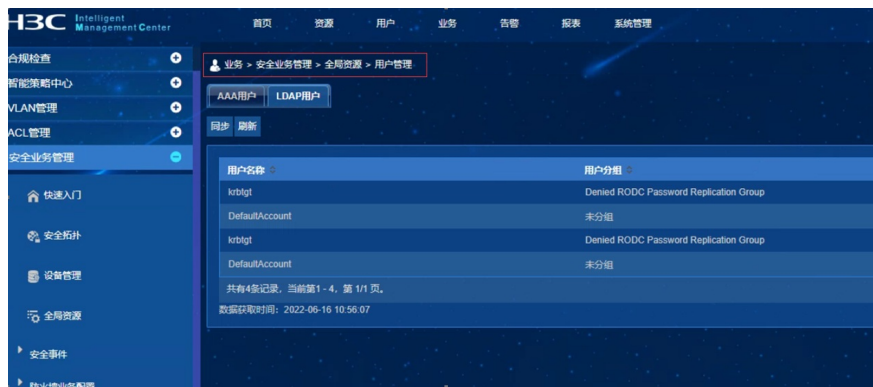 H3C Intelligent Management Center
首页 资源 用户 业务 告警 报表 系统管理
合规检查
智能策略中心
VLAN管理
ACL管理
安全业务管理
快速入门
安全拓扑
设备管理
全局资源
安全事件
防火墙业务配置
业务 > 安全业务管理 > 全局资源 > 用户管理
AAA用户 LDAP用户
同步 刷新
用户名称 用户分组
krbtgt Denied RODC Password Replication Group
DefaultAccount 未分组
krbtgt Denied RODC Password Replication Group
DefaultAccount 未分组
共有4条记录，当前第1 - 4，第 1/1 页。
数据获取时间：2022-06-16 10:56:07